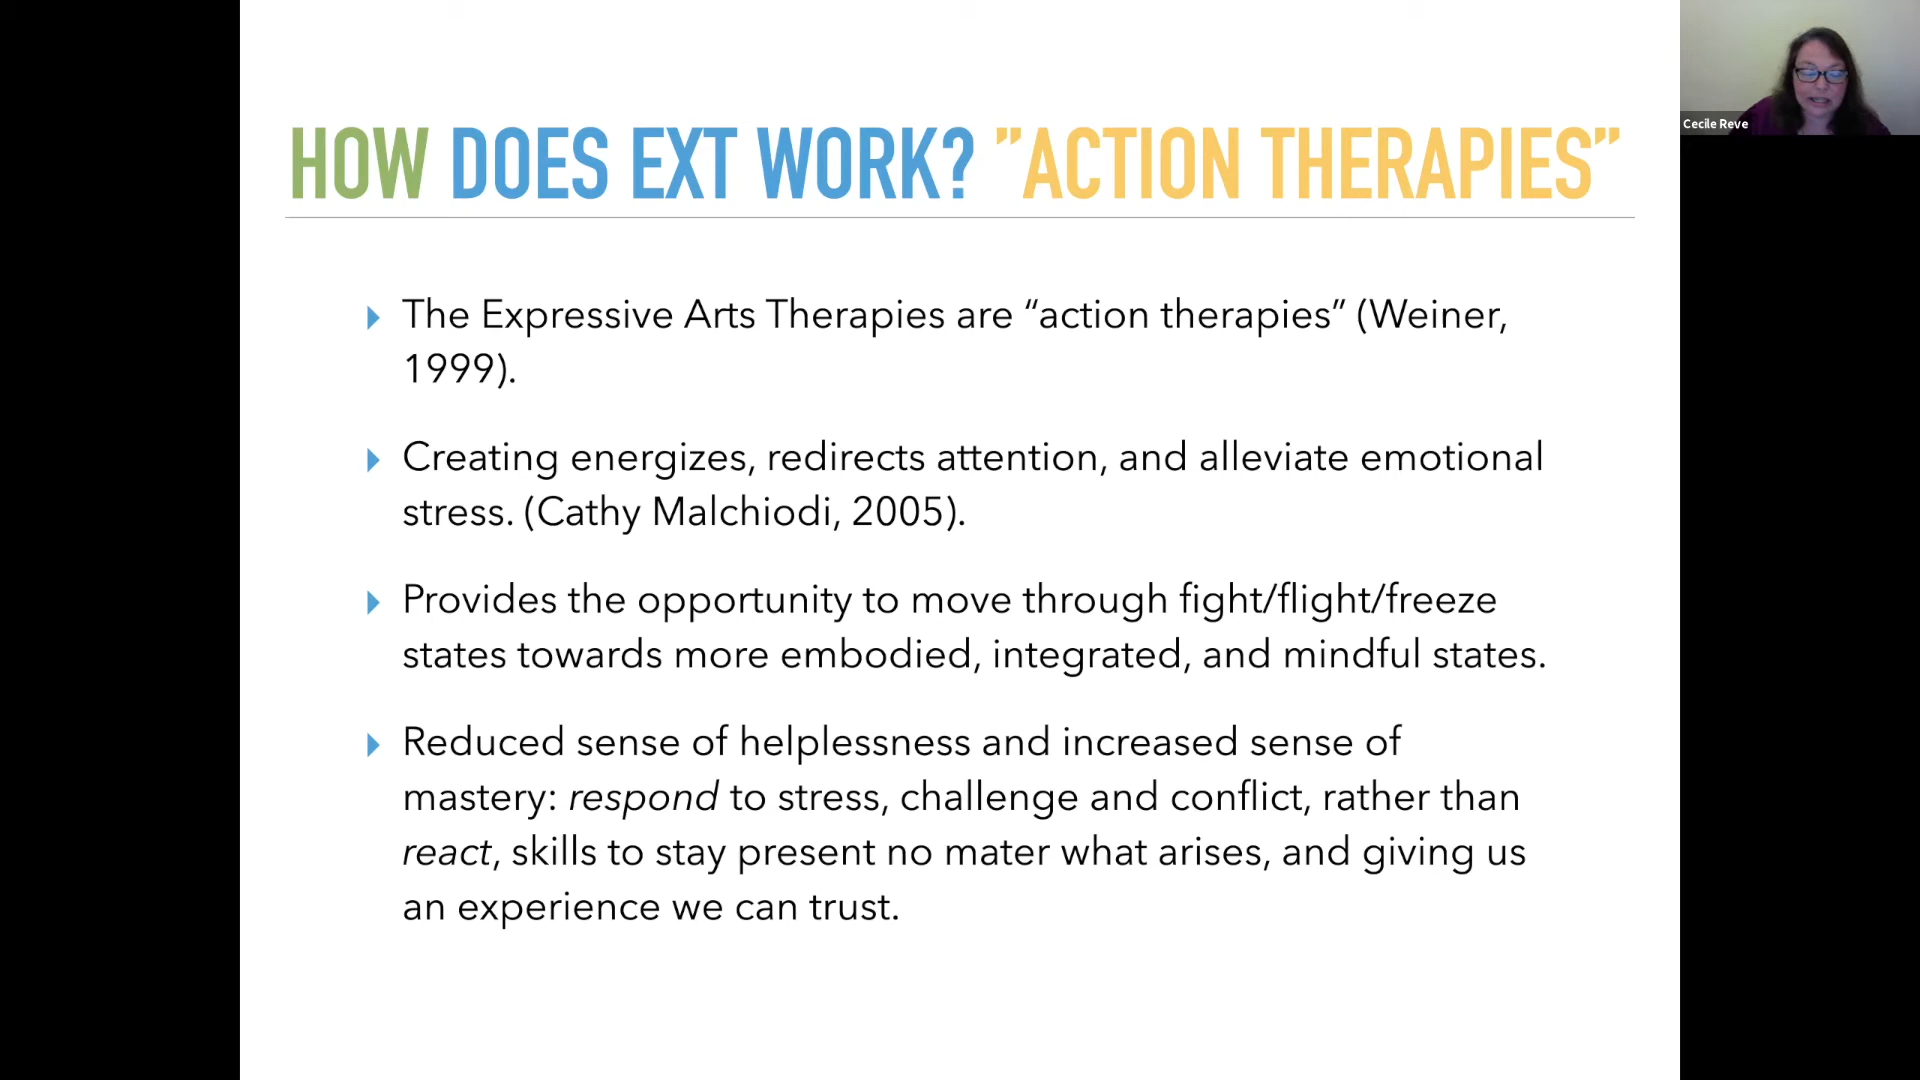 HOW DOES EXT WORK? ”ACTION THERAPIES”
Cecile Reve
The Expressive Arts Therapies are “action therapies” (Weiner,
1999).
Creating energizes, redirects attention, and alleviate emotional
stress. (Cathy Malchiodi, 2005).
Provides the opportunity to move through fight/flight/freeze
states towards more embodied, integrated, and mindful states.
Reduced sense of helplessness and increased sense of
mastery: respond to stress, challenge and conflict, rather than
react, skills to stay present no mater what arises, and giving us
an experience we can trust.